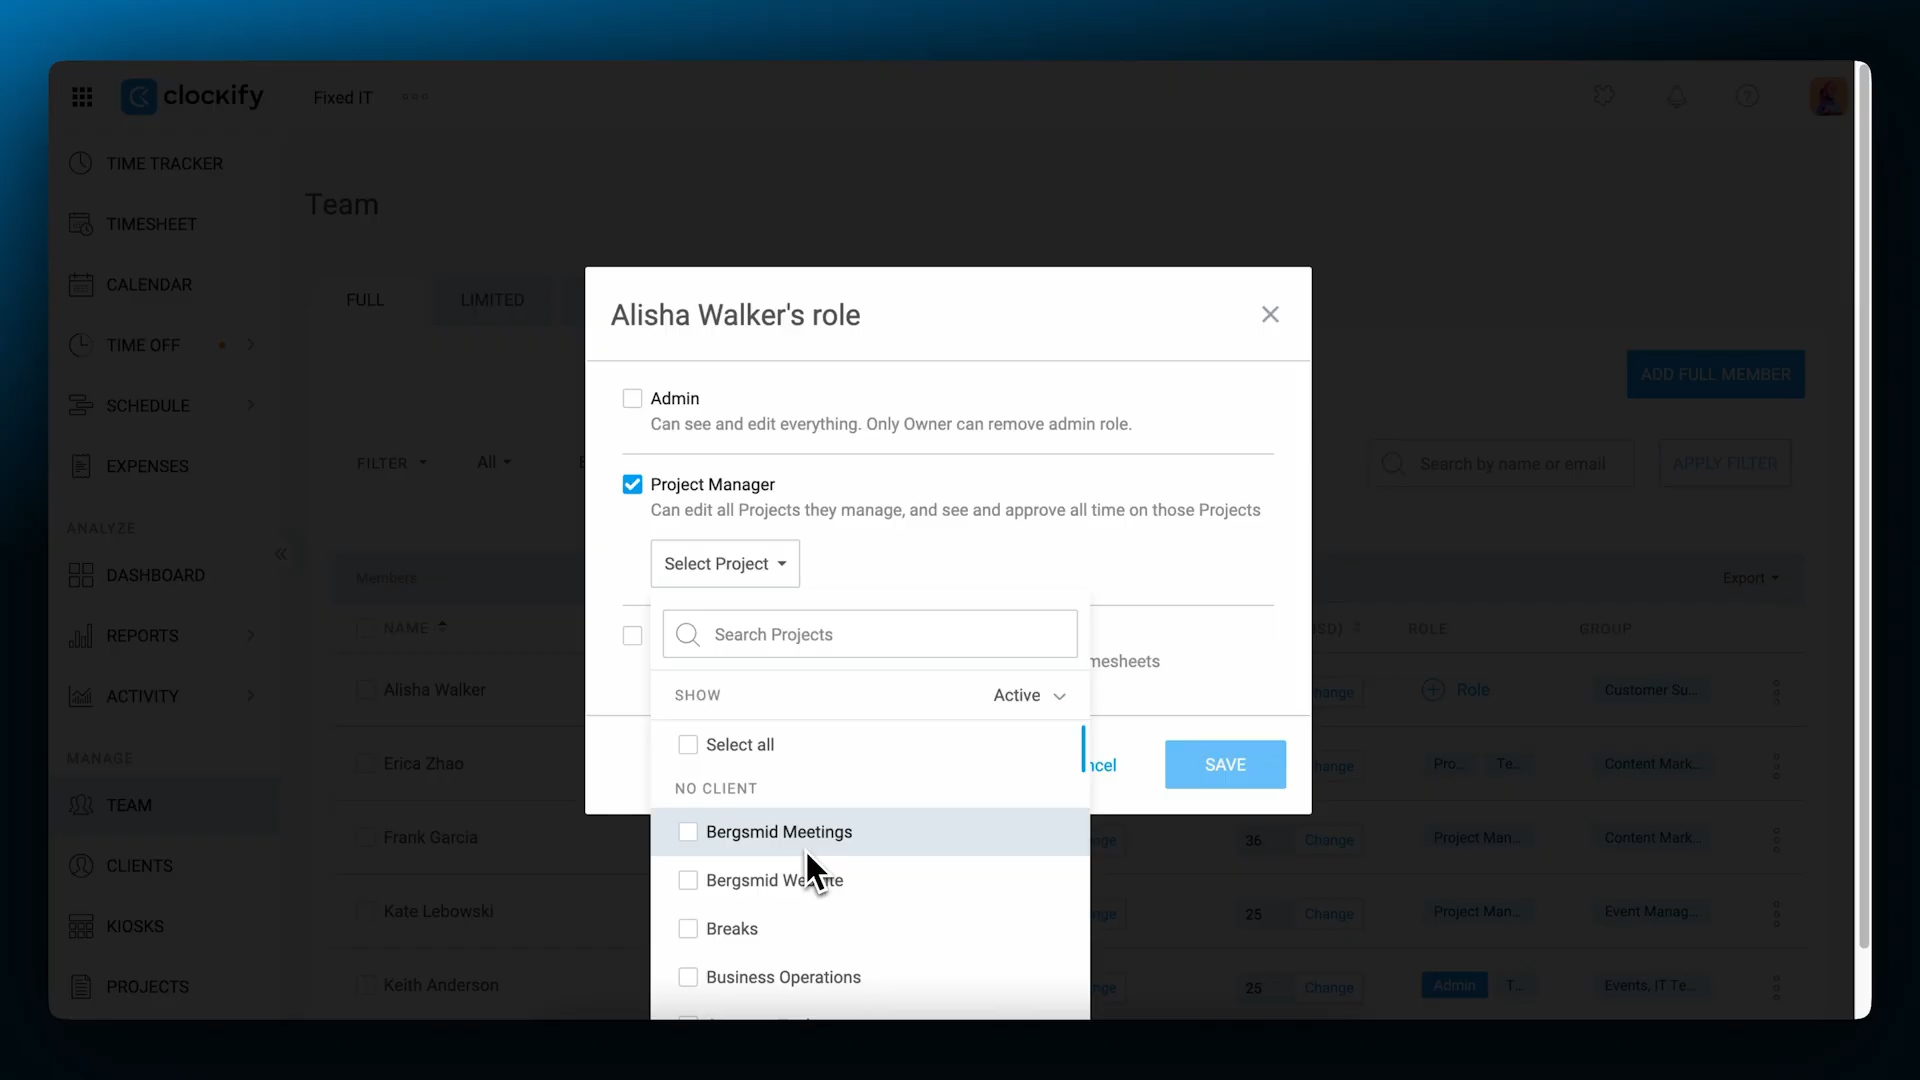 clockify
Fixed IT
TIME TRACKER
TIMESHEET
CALENDAR
TIME OFF
SCHEDULE
EXPENSES
ANALYZE
DASHBOARD
REPORTS
ACTIVITY
MANAGE
TEAM
CLIENTS
KIOSKS
PROJECTS
Team
FULL
LIMITED
ADD FULL MEMBER
FILTER
All
Search by name or email
APPLY FILTER
Members
Export
NAME
ROLE
GROUP
Alisha Walker
Role
Customer Su...
Erica Zhao
Pro...
Te...
Content Mark...
Frank Garcia
36
Change
Project Man...
Content Mark...
Kate Lebowski
25
Change
Project Man...
Event Manag...
Keith Anderson
25
Change
Admin
T...
Events, IT Te...
Alisha Walker's role
Admin
Can see and edit everything. Only Owner can remove admin role.
Project Manager
Can edit all Projects they manage, and see and approve all time on those Projects
Select Project
Search Projects
SHOW
Active
Select all
NO CLIENT
Bergsmid Meetings
Bergsmid
Breaks
Business Operations
SAVE